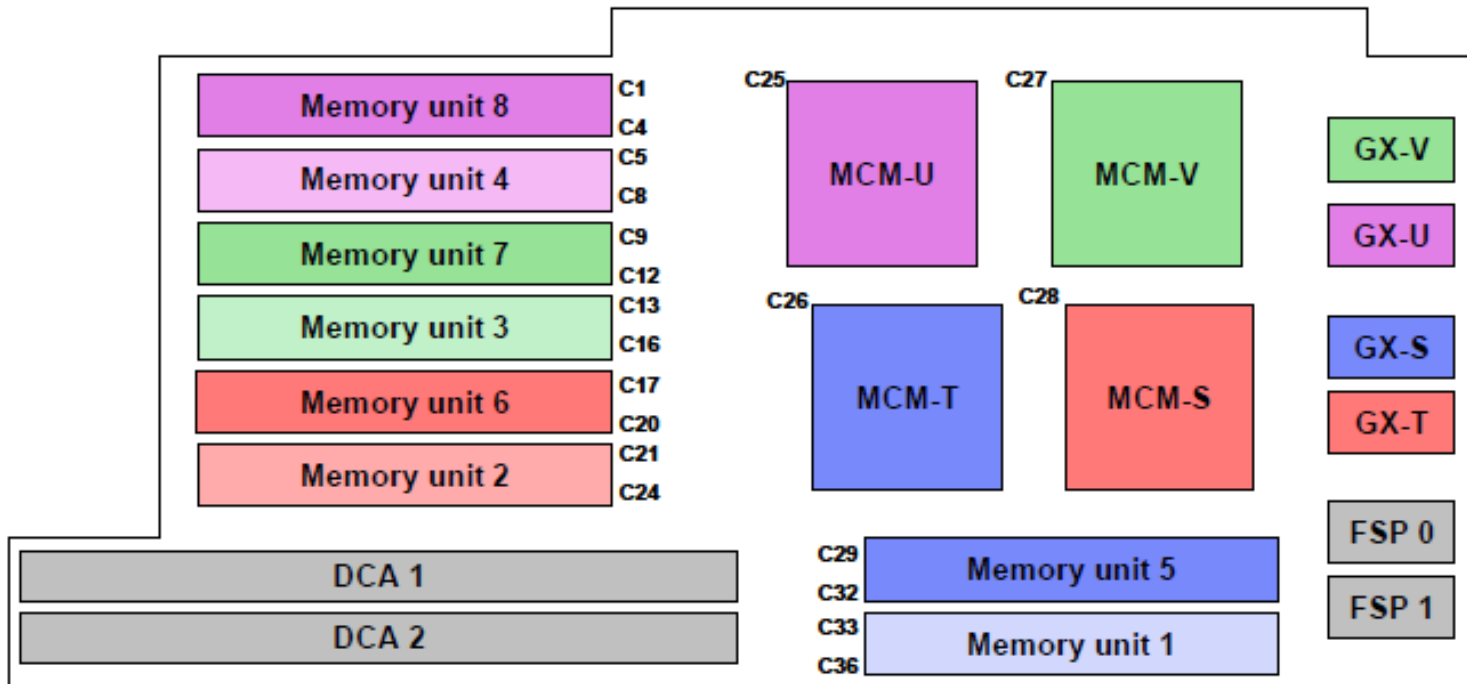 C1
Memory unit 8
C4
C5
Memory unit 4
C8
C9
Memory unit 7
C12
C13
Memory unit 3
C16
C17
Memory unit 6
C20
C21
Memory unit 2
C24
DCA 1
DCA 2
C25
MCM-U
C27
MCM-V
C26
MCM-T
C28
MCM-S
C29
Memory unit 5
C32
C33
Memory unit 1
C36
GX-V
GX-U
GX-S
GX-T
FSP 0
FSP 1